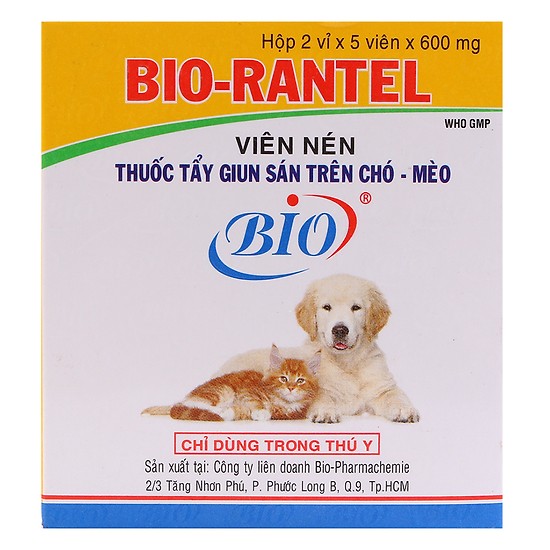 Hộp 2 vỉ x 5 viên x 600 mg
BIO-RANTEL
WHO GMP
VIÊN NÉN
THUỐC TẨY GIUN SÁN TRÊN CHÓ - MÈO
BIO ®
CHỈ DÙNG TRONG THÚ Y
Sản xuất tại: Công ty liên doanh Bio-Pharmachemie
2/3 Tăng Nhơn Phú, P. Phước Long B, Q.9, Tp.HCM